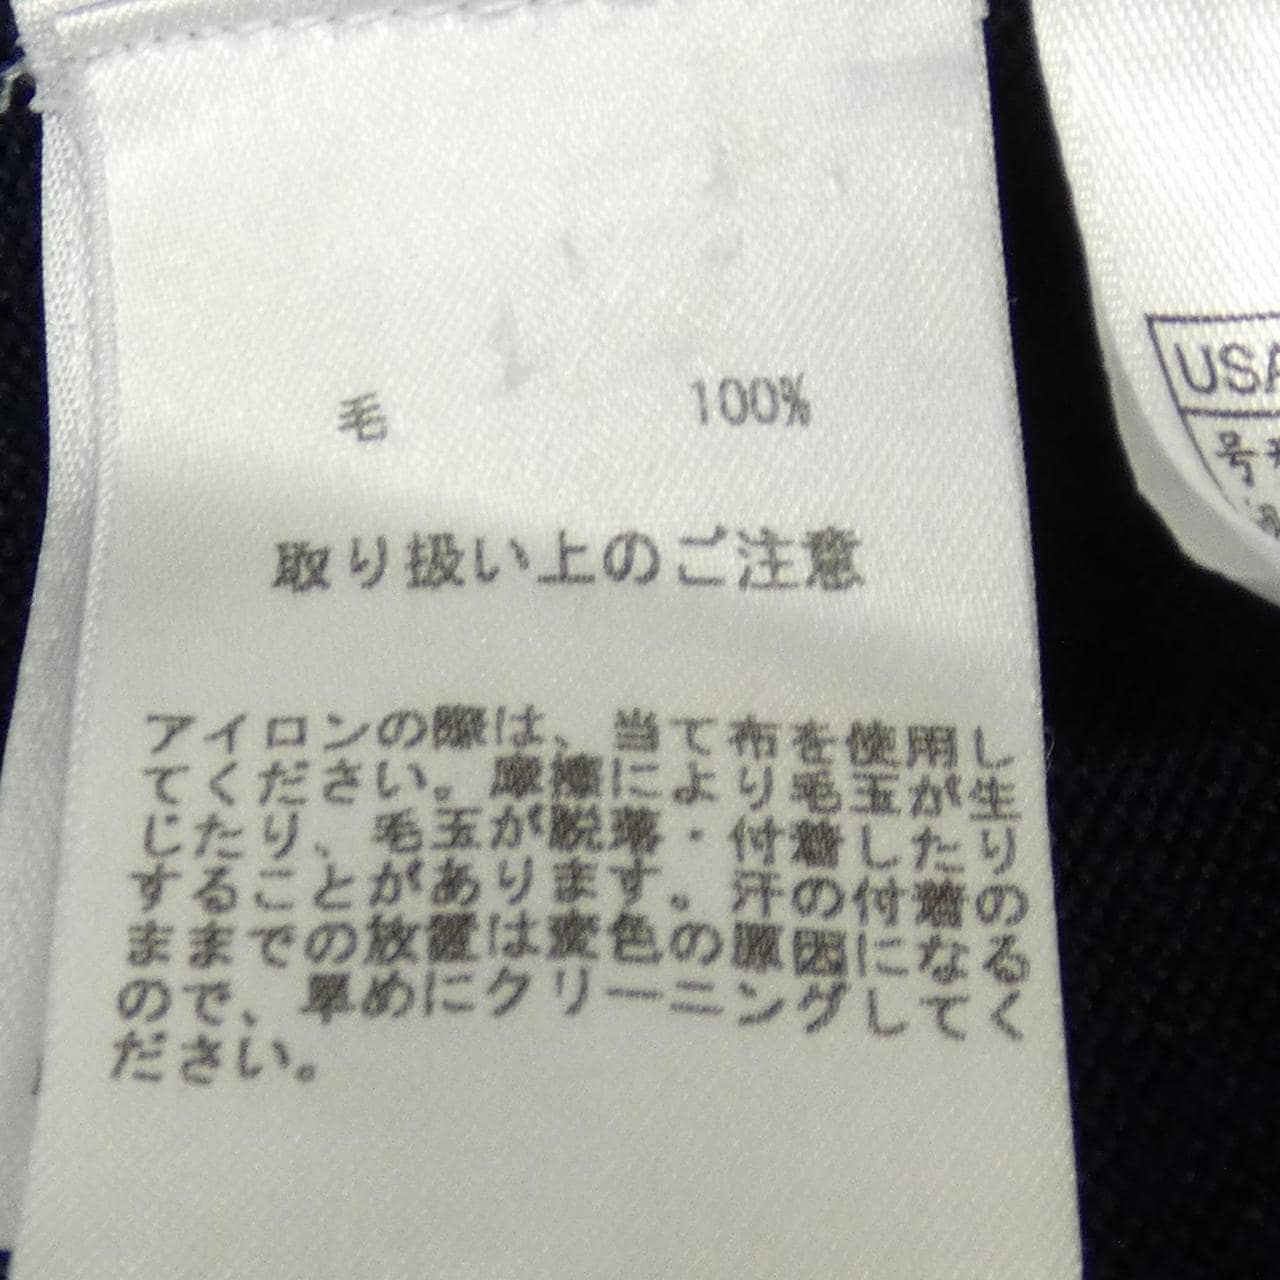 毛 100%
取り扱い上のご注意
アイロンの際は、当て布を使用し
てください。摩擦により毛玉が生
じたり、毛玉が脱落・付着したり
することがあります。汗の付着の
ままでの放置は変色の原因になる
ので、早めにクリーニングしてく
ださい。
USA
号